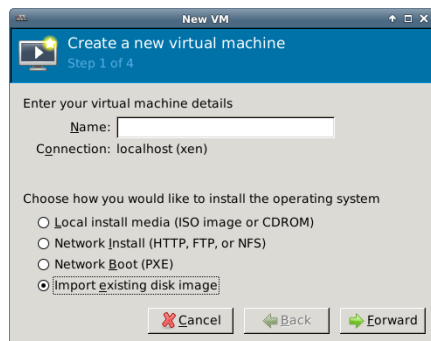 New VM
Create a new virtual machine
Step 1 of 4
Enter your virtual machine details
Name:
Connection: localhost (xen)
Choose how you would like to install the operating system
Local install media (ISO image or CDROM)
Network Install (HTTP, FTP, or NFS)
Network Boot (PXE)
Import existing disk image
Cancel Back Forward